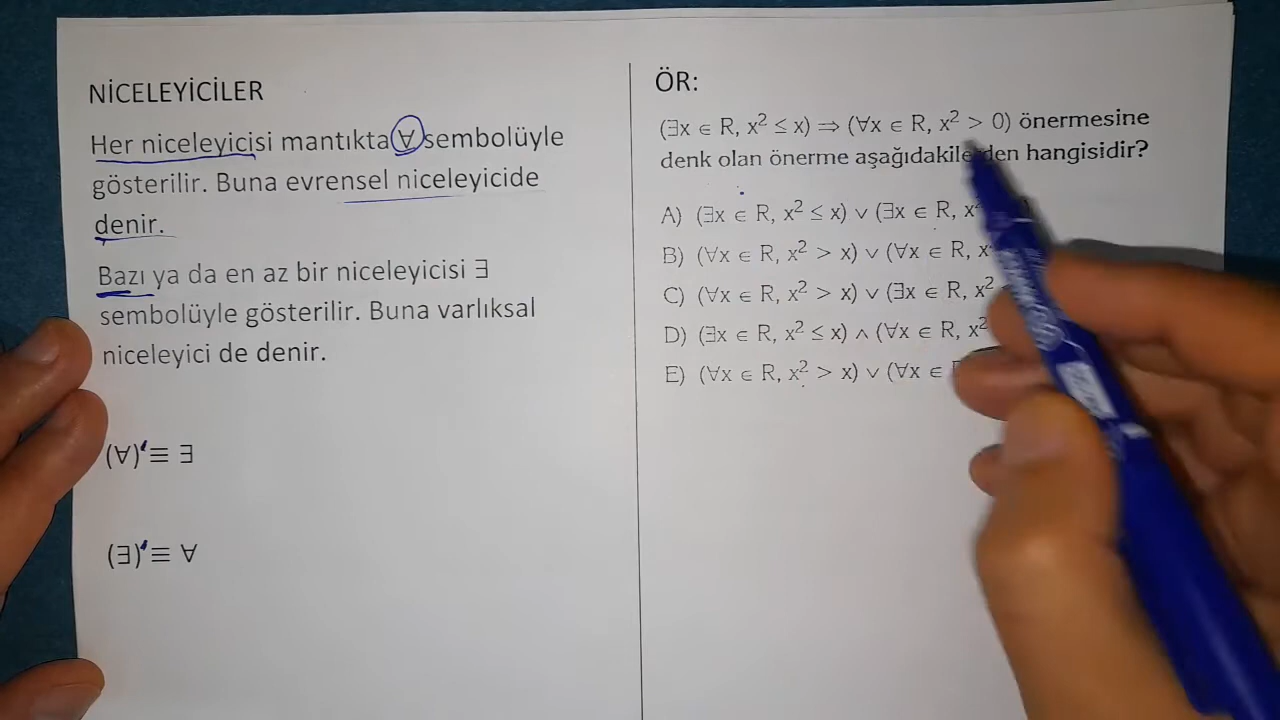 NİCELEYİCİLER
Her niceleyicisi mantıkta ∀ sembolüyle
gösterilir. Buna evrensel niceleyicide
denir.
Bazı ya da en az bir niceleyicisi ∃
sembolüyle gösterilir. Buna varlıksal
niceleyici de denir.
(∀)'≡ ∃
(∃)'≡ ∀
ÖR:
(∃x ∈ R, x² ≤ x) ⇒ (∀x ∈ R, x² > 0) önermesine
denk olan önerme aşağıdakilerden hangisidir?
A) (∃x ∈ R, x² ≤ x) ∨ (∃x ∈ R, x²
B) (∀x ∈ R, x² > x) ∨ (∀x ∈ R, x²
C) (∀x ∈ R, x² > x) ∨ (∃x ∈ R, x²
D) (∃x ∈ R, x² ≤ x) ∧ (∀x ∈ R, x²
E) (∀x ∈ R, x² > x) ∨ (∀x ∈